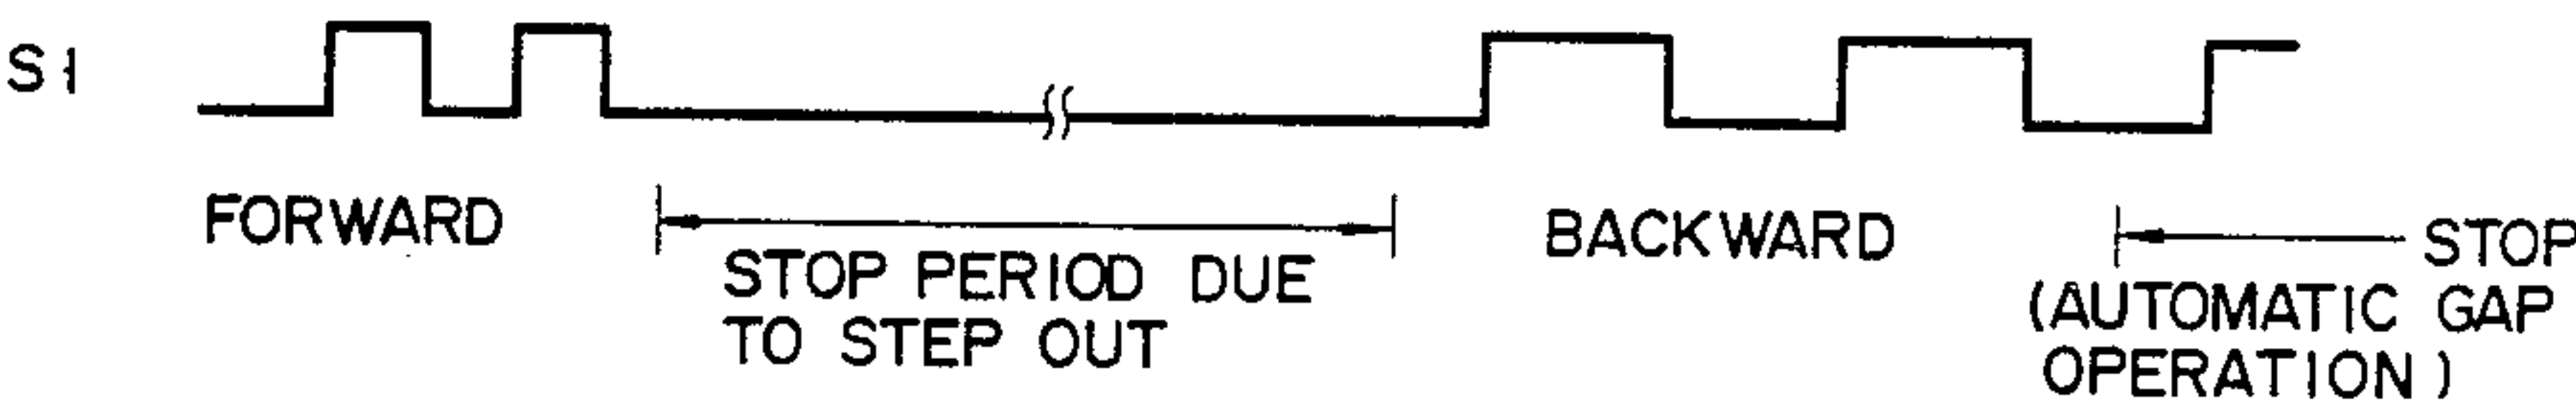 S1
FORWARD
STOP PERIOD DUE
TO STEP OUT
BACKWARD
STOP
(AUTOMATIC GAP
OPERATION)